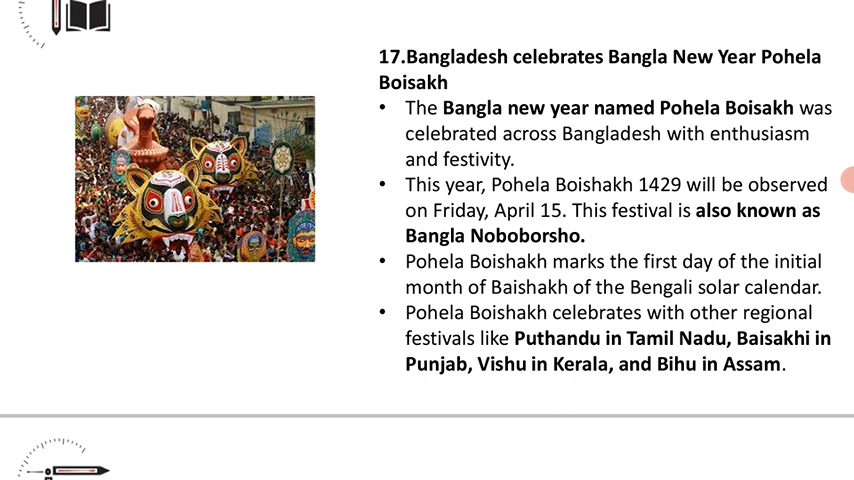 17.Bangladesh celebrates Bangla New Year Pohela
Boisakh
• The Bangla new year named Pohela Boisakh was
celebrated across Bangladesh with enthusiasm
and festivity.
• This year, Pohela Boishakh 1429 will be observed
on Friday, April 15. This festival is also known as
Bangla Noboborsho.
• Pohela Boishakh marks the first day of the initial
month of Baishakh of the Bengali solar calendar.
• Pohela Boishakh celebrates with other regional
festivals like Puthandu in Tamil Nadu, Baisakhi in
Punjab, Vishu in Kerala, and Bihu in Assam.